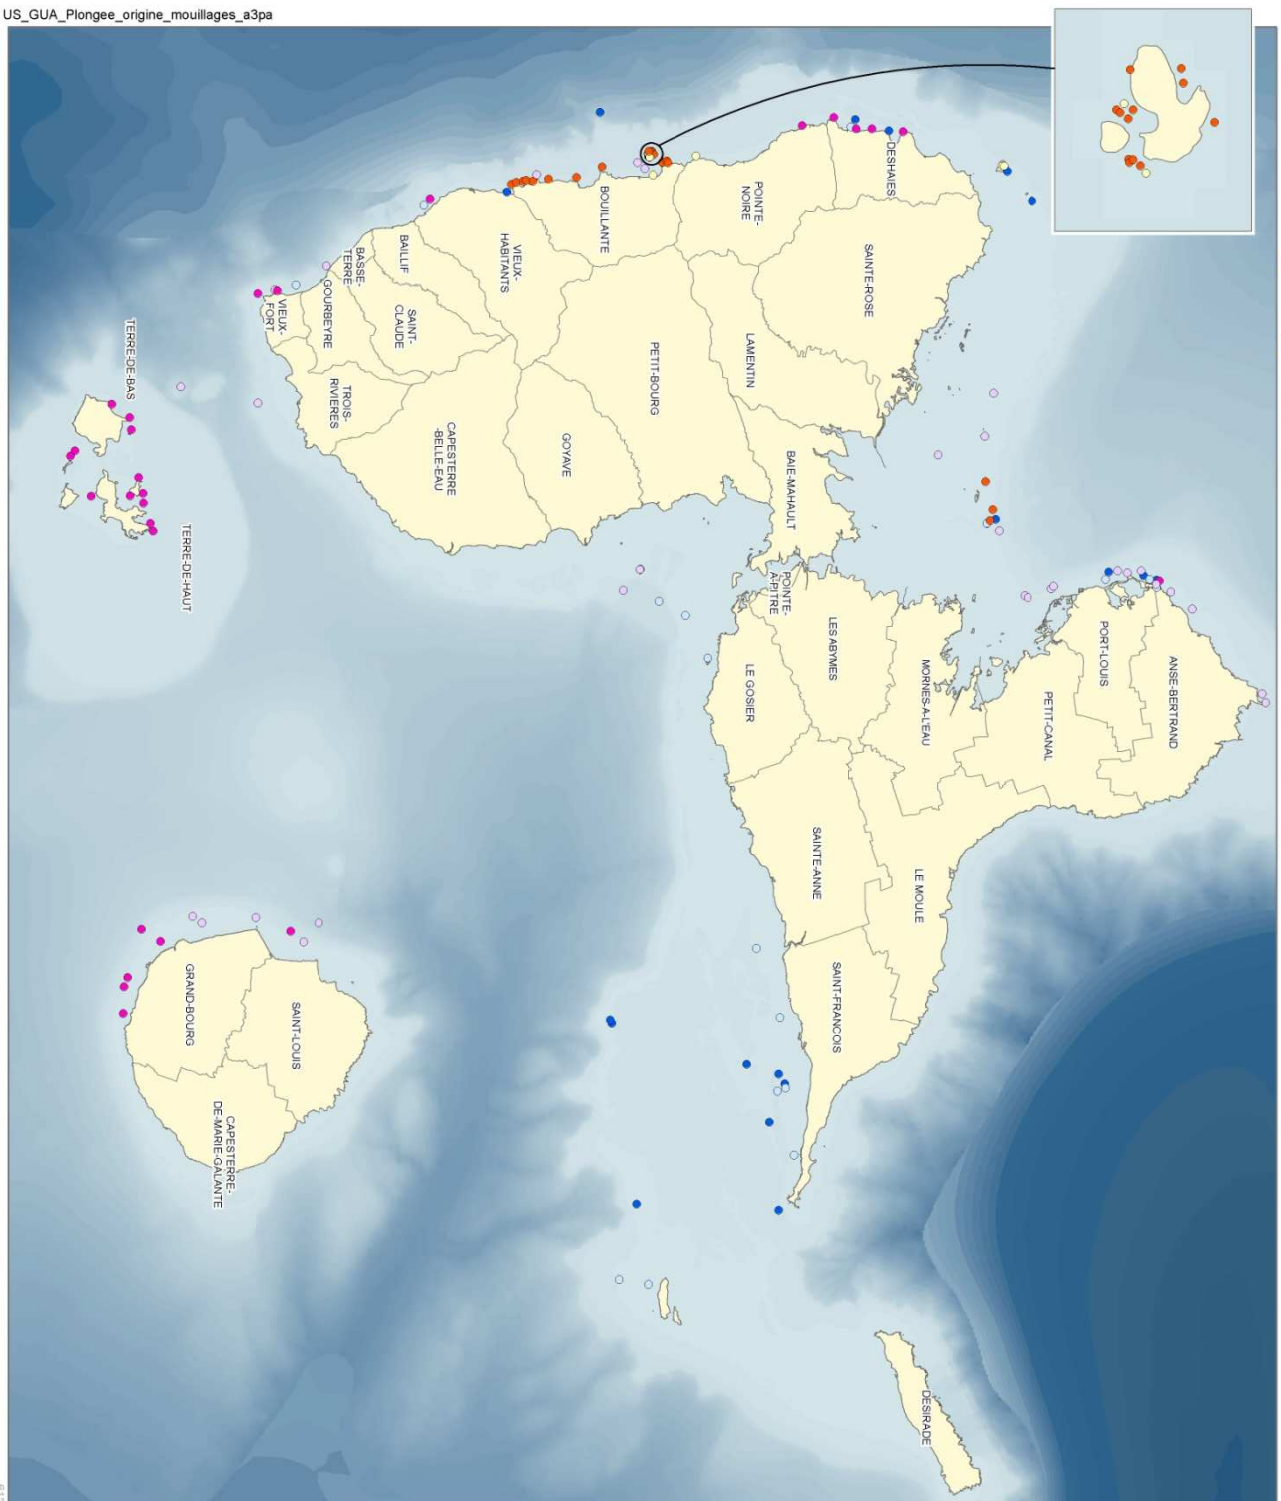 US_GUA_Plongee_origine_mouillages_a3pa
DESHAIES
POINTE-
NOIRE
SAINTE-ROSE
BOUILLANTE
VIEUX-
HABITANTS
BAILLIF
BASSE-
TERRE
SAINT-
CLAUDE
GOURBEYRE
VIEUX-
FORT
TROIS-
RIVIERES
CAPESTERRE
-BELLE-EAU
GOYAVE
PETIT-BOURG
LAMENTIN
BAIE-MAHAULT
TERRE-DE-BAS
TERRE-DE-HAUT
POINTE-
A-PITRE
LES ABYMES
LE GOSIER
MORNES-A-L'EAU
PETIT-CANAL
PORT-LOUIS
ANSE-BERTRAND
SAINTE-ANNE
LE MOULE
SAINT-FRANCOIS
GRAND-BOURG
SAINT-LOUIS
CAPESTERRE-
DE-MARIE-GALANTE
DESIRADE